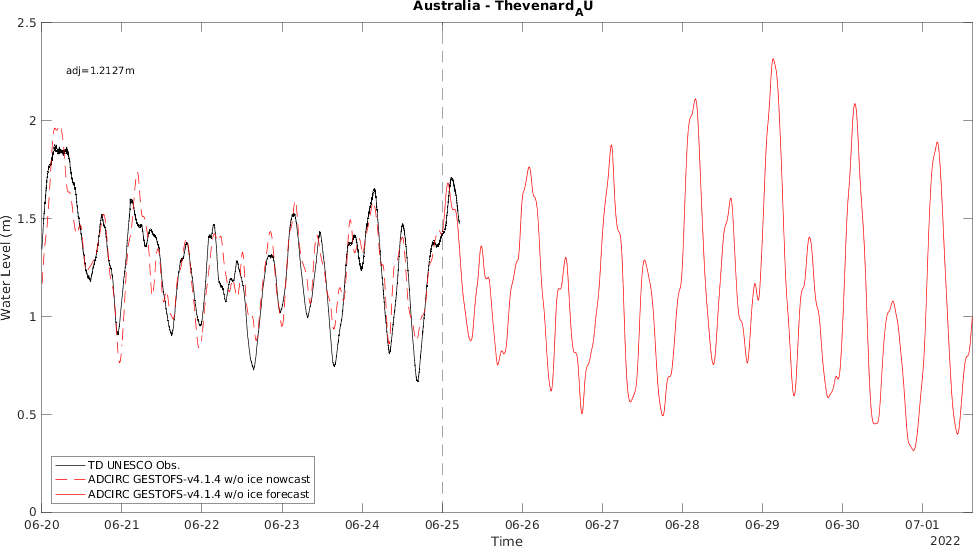 Australia - Thevenard_AU
2.5
adj=1.2127m
2
1.5
Water Level (m)
1
0.5
0
TD UNESCO Obs.
ADCIRC GESTOFS-v4.1.4 w/o ice nowcast
ADCIRC GESTOFS-v4.1.4 w/o ice forecast
06-20 06-21 06-22 06-23 06-24 06-25 06-26 06-27 06-28 06-29 06-30 07-01
Time
2022